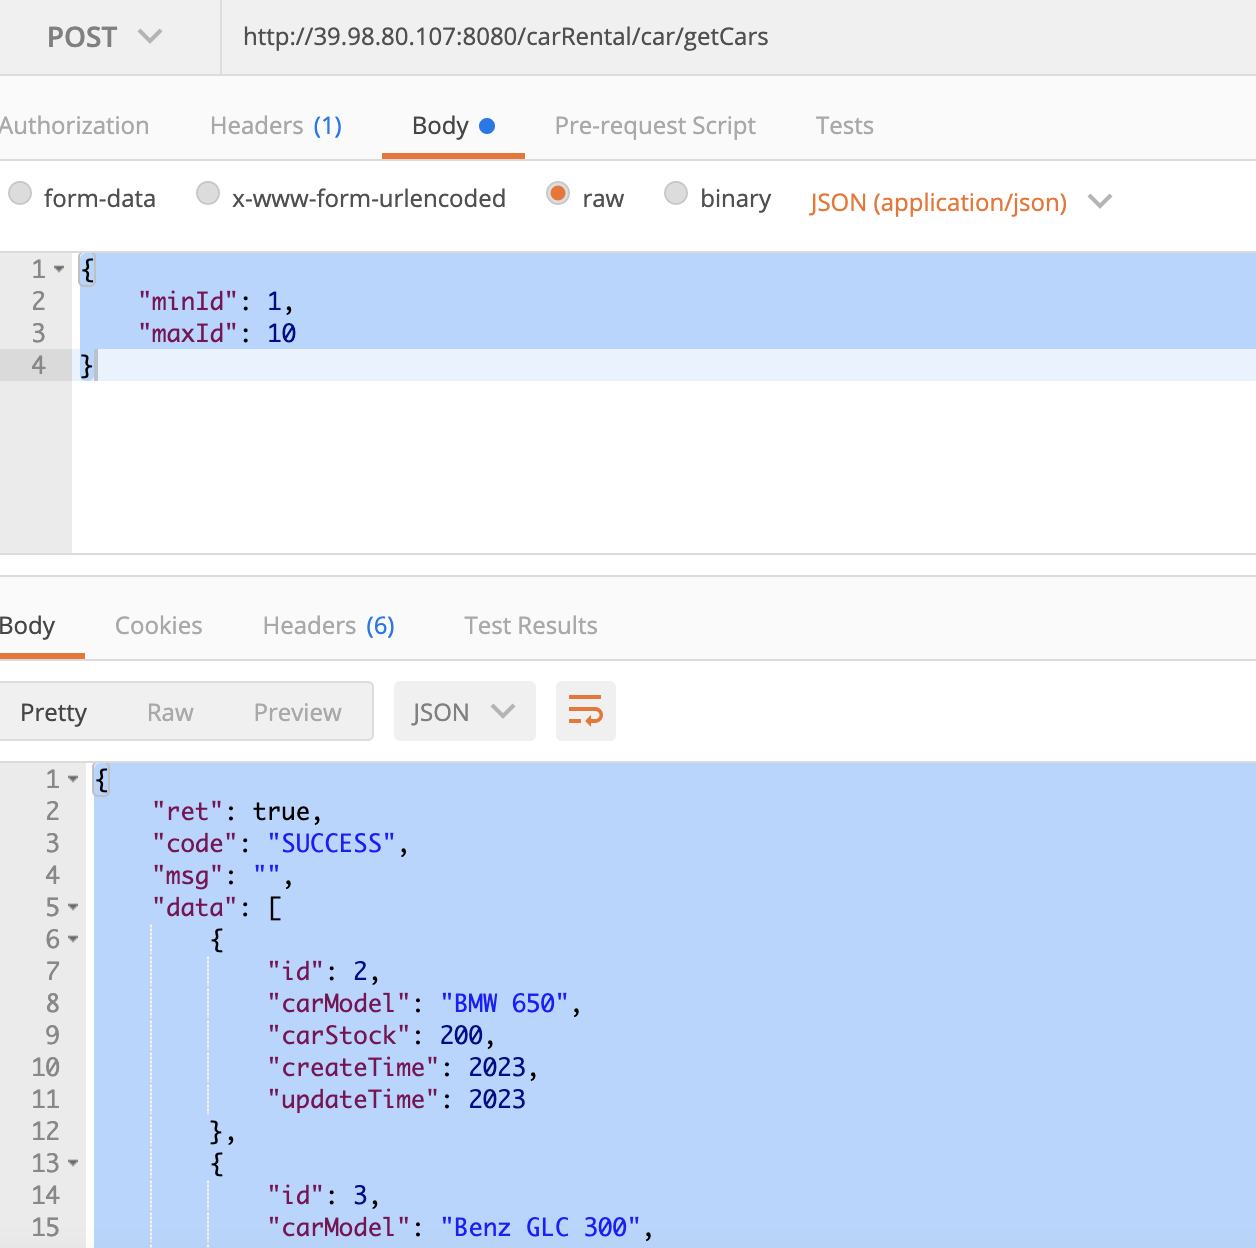 POST http://39.98.80.107:8080/carRental/car/getCars
Authorization Headers (1) Body Pre-request Script Tests
form-data x-www-form-urlencoded raw binary JSON (application/json)
1 {
2 "minId": 1,
3 "maxId": 10
4 }
Body Cookies Headers (6) Test Results
Pretty Raw Preview JSON
1 {
2 "ret": true,
3 "code": "SUCCESS",
4 "msg": "",
5 "data": [
6 {
7 "id": 2,
8 "carModel": "BMW 650",
9 "carStock": 200,
10 "createTime": 2023,
11 "updateTime": 2023
12 },
13 {
14 "id": 3,
15 "carModel": "Benz GLC 300",